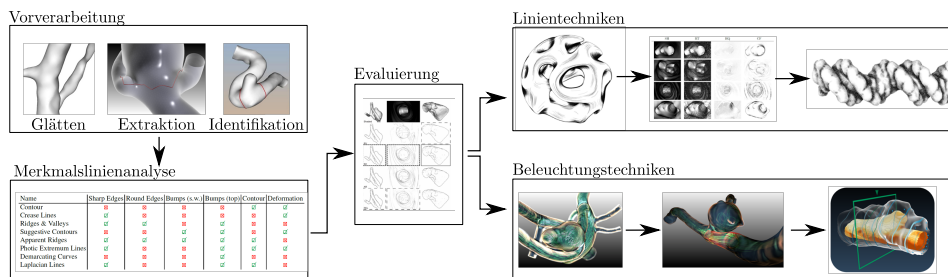 Vorverarbeitung
Glätten
Extraktion
Identifikation
Merkmalslinienanalyse
Name Sharp Edges Round Edges Bumps (s.w.) Bumps (top) Contour Deformation
Contour
Crease Lines
Ridges & Valleys
Suggestive Contours
Apparent Ridges
Photic Extremum Lines
Demarcating Curves
Laplacian Lines
Evaluierung
Linientechniken
Beleuchtungstechniken